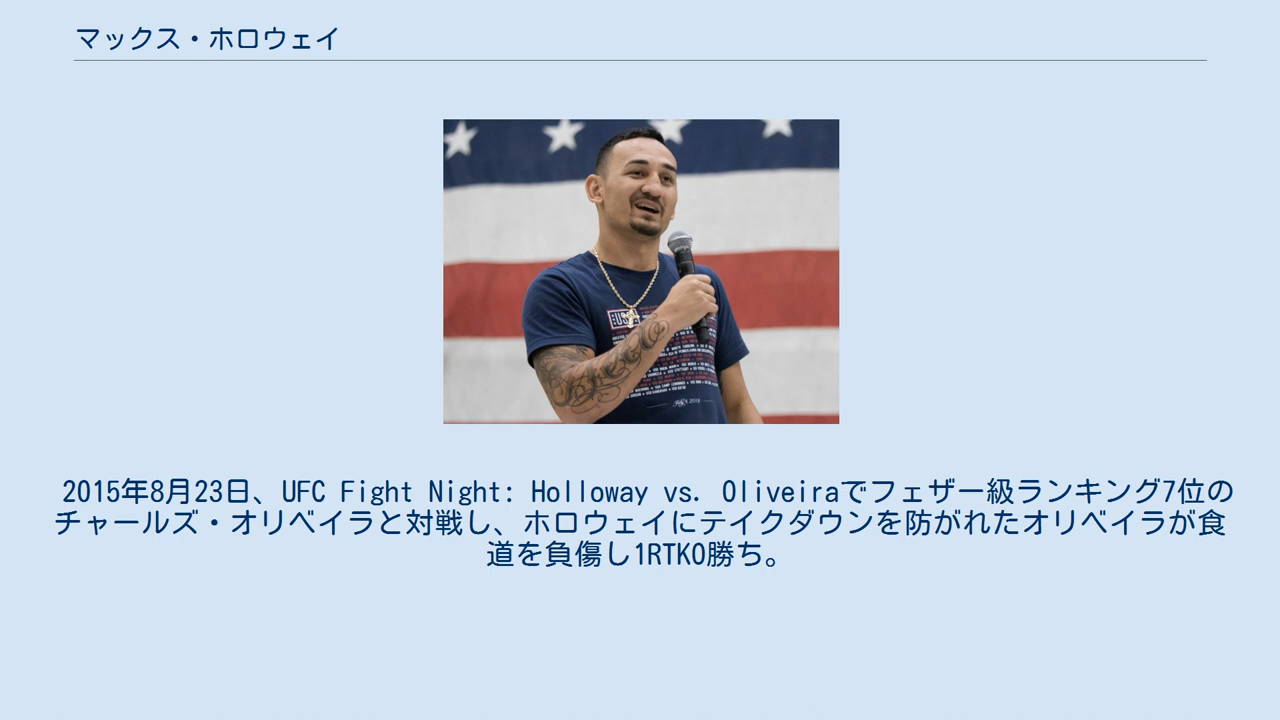 マックス・ホロウェイ
2015年8月23日、UFC Fight Night: Holloway vs. Oliveiraでフェザー級ランキング7位の
チャールズ・オリベイラと対戦し、ホロウェイにテイクダウンを防がれたオリベイラが食
道を負傷し1RTKO勝ち。